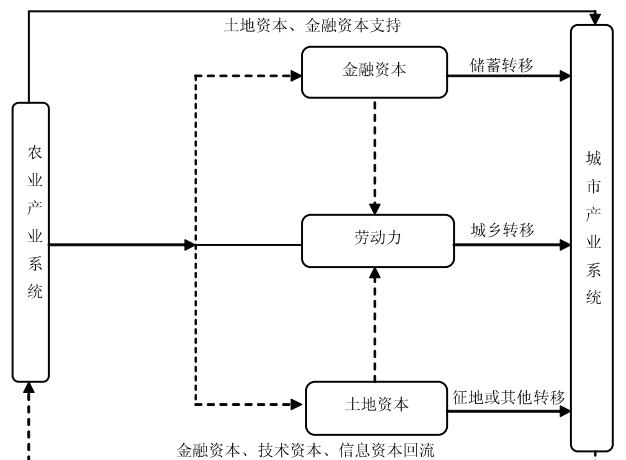 土地资本、金融资本支持
金融资本
储蓄转移
农业产业系统
城市产业系统
劳动力
城乡转移
土地资本
征地或其他转移
金融资本、技术资本、信息资本回流